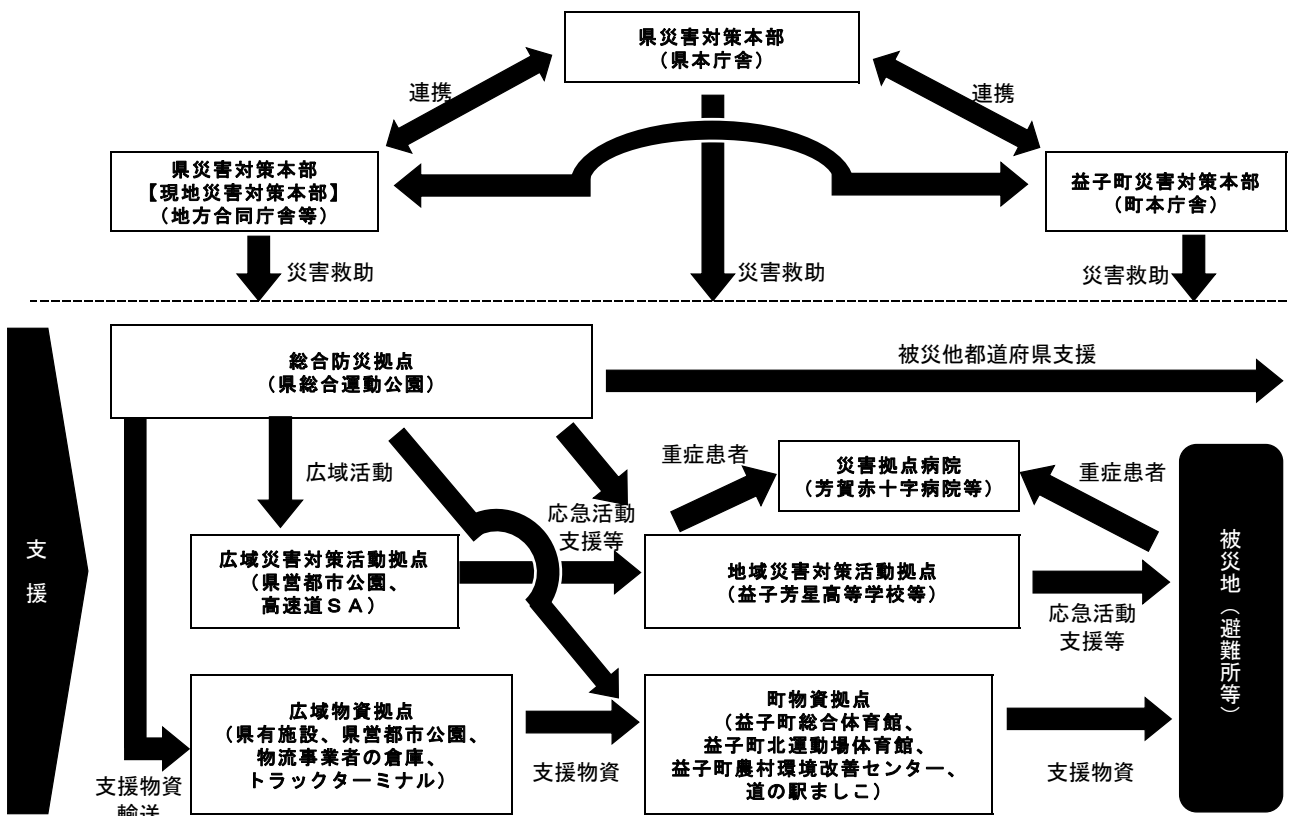 県災害対策本部
（県本庁舎）
連携
連携
県災害対策本部
【現地災害対策本部】
（地方合同庁舎等）
益子町災害対策本部
（町本庁舎）
災害救助
災害救助
災害救助
総合防災拠点
（県総合運動公園）
被災他都道府県支援
広域活動
重症患者
災害拠点病院
（芳賀赤十字病院等）
重症患者
応急活動
支援等
支
援
広域災害対策活動拠点
（県営都市公園、
高速道ＳＡ）
地域災害対策活動拠点
（益子芳星高等学校等）
応急活動
支援等
被災地（避難所等）
広域物資拠点
（県有施設、県営都市公園、
物流事業者の倉庫、
トラックターミナル）
町物資拠点
（益子町総合体育館、
益子町北運動場体育館、
益子町農村環境改善センター、
道の駅ましこ）
支援物資
輸送
支援物資
支援物資